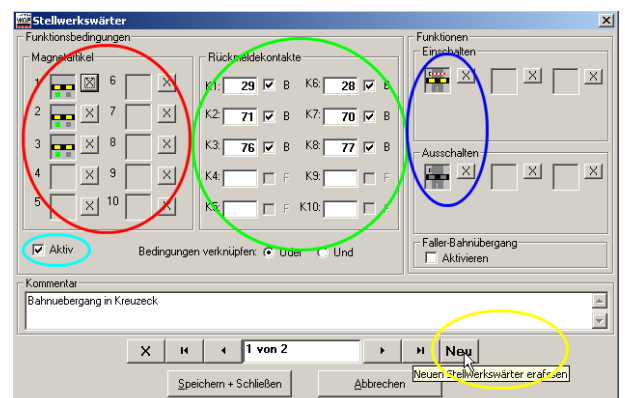 WDP Stellwerkswärter X
Funktionsbedingungen
Funktionen
Magnetartikel
Rückmeldekontakte
Einschalten
1 X 6 X K1: 29 B K6: 28 B X X X
2 X 7 X K2: 71 B K7: 70 B
3 X 8 X K3: 76 B K8: 77 B
Ausschalten
4 X 9 X K4: F K9: F X X X
5 X 10 X K5: F K10: F
Faller-Bahnübergang
Aktiv Bedingungen verknüpfen: Oder Und Aktivieren
Kommentar
Bahnuebergang in Kreuzeck
X 1 von 2 Neu
Neuen Stellwerkswärter erafssen
Speichern + Schließen Abbrechen